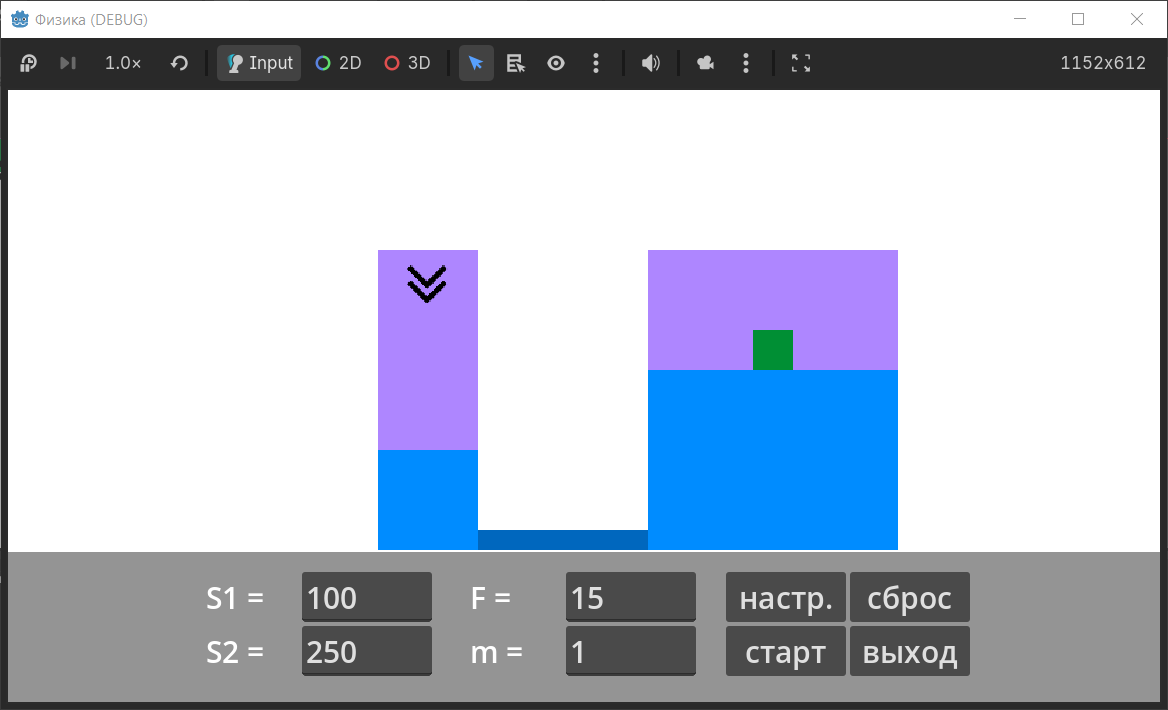 Физика (DEBUG)
1.0× Input 2D 3D 1152x612
S1 = 100 F = 15 настр. сброс
S2 = 250 m = 1 старт выход